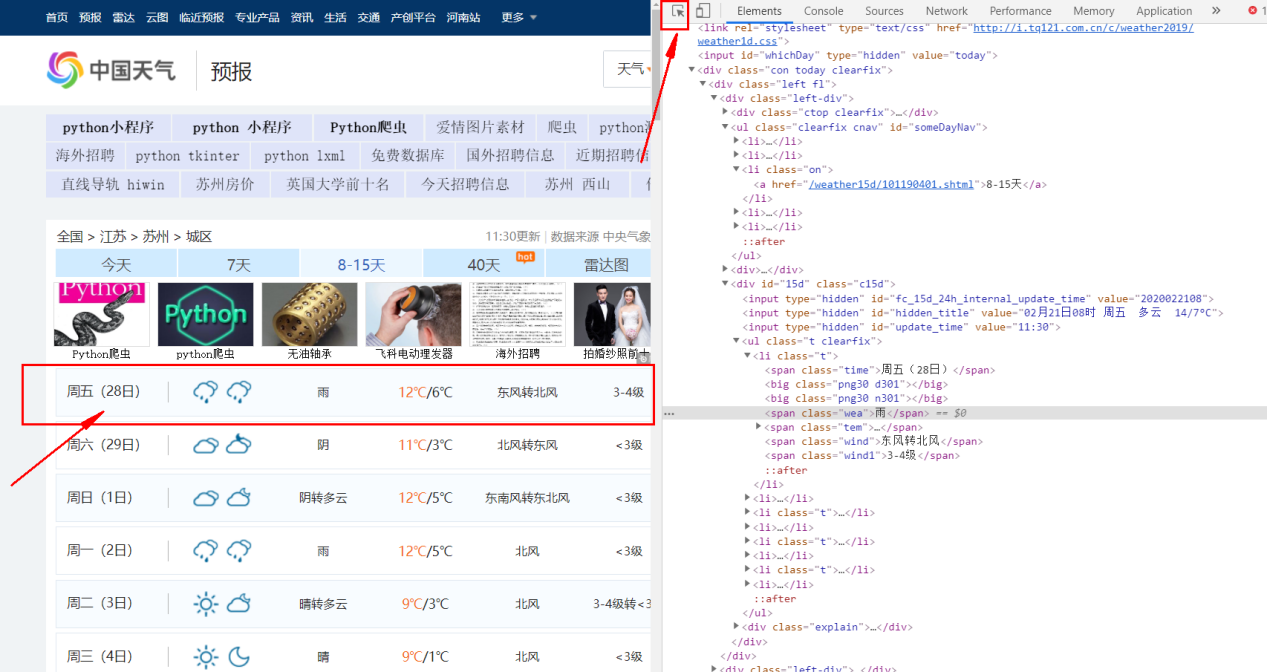 首页 预报 雷达 云图 临近预报 专业产品 资讯 生活 交通 产创平台 河南站 更多
中国天气 预报 天气
python小程序 python 小程序 Python爬虫 爱情图片素材 爬虫 python
海外招聘 python tkinter python lxml 免费数据库 国外招聘信息 近期招聘信
直线导轨 hiwin 苏州房价 英国大学前十名 今天招聘信息 苏州 西山
全国 > 江苏 > 苏州 > 城区 11:30更新 | 数据来源 中央气象
今天 7天 8-15天 40天 hot 雷达图
Python
Python
Python爬虫 python爬虫 无油轴承 飞科电动理发器 海外招聘 拍婚纱照前十
周五（28日） 雨 12℃/6℃ 东风转北风 3-4级
周六（29日） 阴 11℃/3℃ 北风转东风 <3级
周日（1日） 阴转多云 12℃/5℃ 东南风转东北风 <3级
周一（2日） 雨 12℃/5℃ 北风 <3级
周二（3日） 晴转多云 9℃/3℃ 北风 3-4级转<3
周三（4日） 晴 9℃/1℃ 北风 <3级
Elements Console Sources Network Performance Memory Application » 1
<link rel="stylesheet" type="text/css" href="http://i.tq121.com.cn/c/weather2019/
weather1d.css">
<input id="whichDay" type="hidden" value="today">
▼<div class="con today clearfix">
▼<div class="left fl">
▼<div class="left-div">
▶<div class="ctop clearfix">…</div>
▼<ul class="clearfix cnav" id="someDayNav">
▶<li>…</li>
▶<li>…</li>
▼<li class="on">
<a href="/weather15d/101190401.shtml">8-15天</a>
</li>
▶<li>…</li>
▶<li>…</li>
::after
</ul>
▶<div>…</div>
▼<div id="15d" class="c15d">
<input type="hidden" id="fc_15d_24h_internal_update_time" value="2020022108">
<input type="hidden" id="hidden_title" value="02月21日08时 周五  多云  14/7°C">
<input type="hidden" id="update_time" value="11:30">
▼<ul class="t clearfix">
▼<li class="t">
<span class="time">周五（28日）</span>
<big class="png30 d301"></big>
<big class="png30 n301"></big>
… <span class="wea">雨</span> == $0
▶<span class="tem">…</span>
<span class="wind">东风转北风</span>
<span class="wind1">3-4级</span>
::after
</li>
▶<li>…</li>
▶<li class="t">…</li>
▶<li>…</li>
▶<li class="t">…</li>
▶<li>…</li>
▶<li class="t">…</li>
▶<li>…</li>
::after
</ul>
▶<div class="explain">…</div>
</div>
</div>
▶<div class="left-div">…</div>